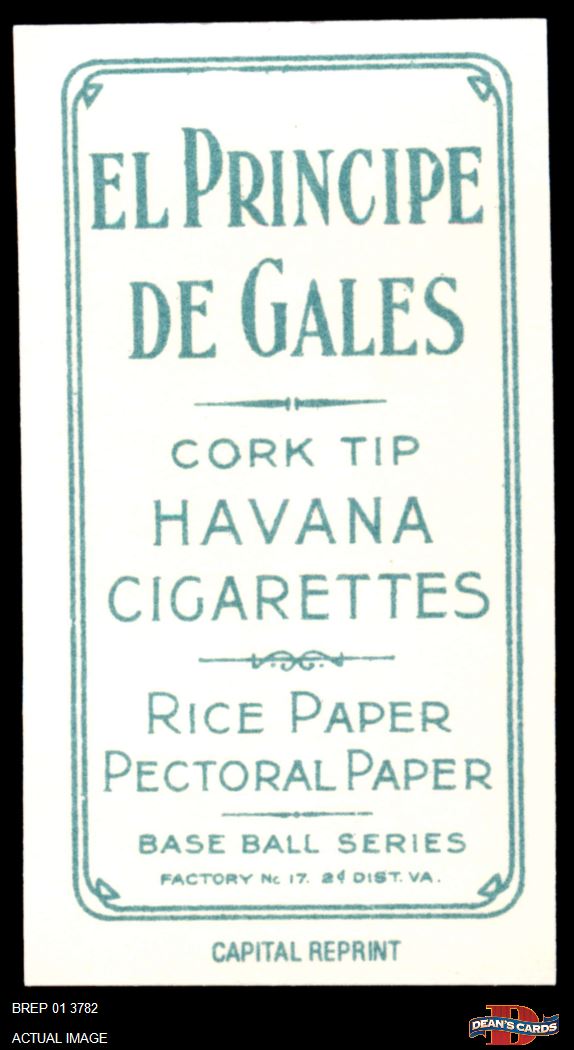 EL PRINCIPE
DE GALES
CORK TIP
HAVANA
CIGARETTES
RICE PAPER
PECTORAL PAPER
BASE BALL SERIES
FACTORY No 17. 2d DIST. VA.
CAPITAL REPRINT
BREP 01 3782
ACTUAL IMAGE
D
DEAN'S CARDS